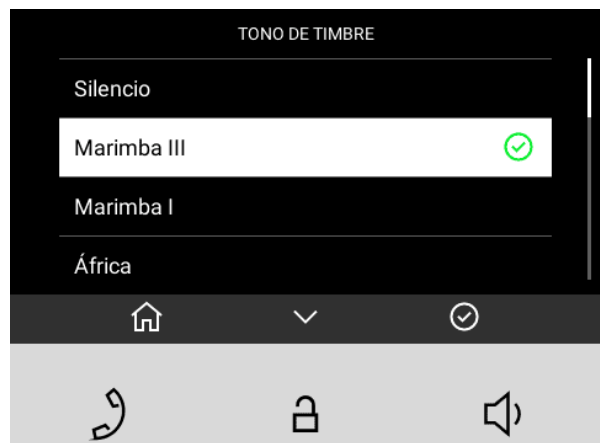 TONO DE TIMBRE
Silencio
Marimba III
Marimba I
África